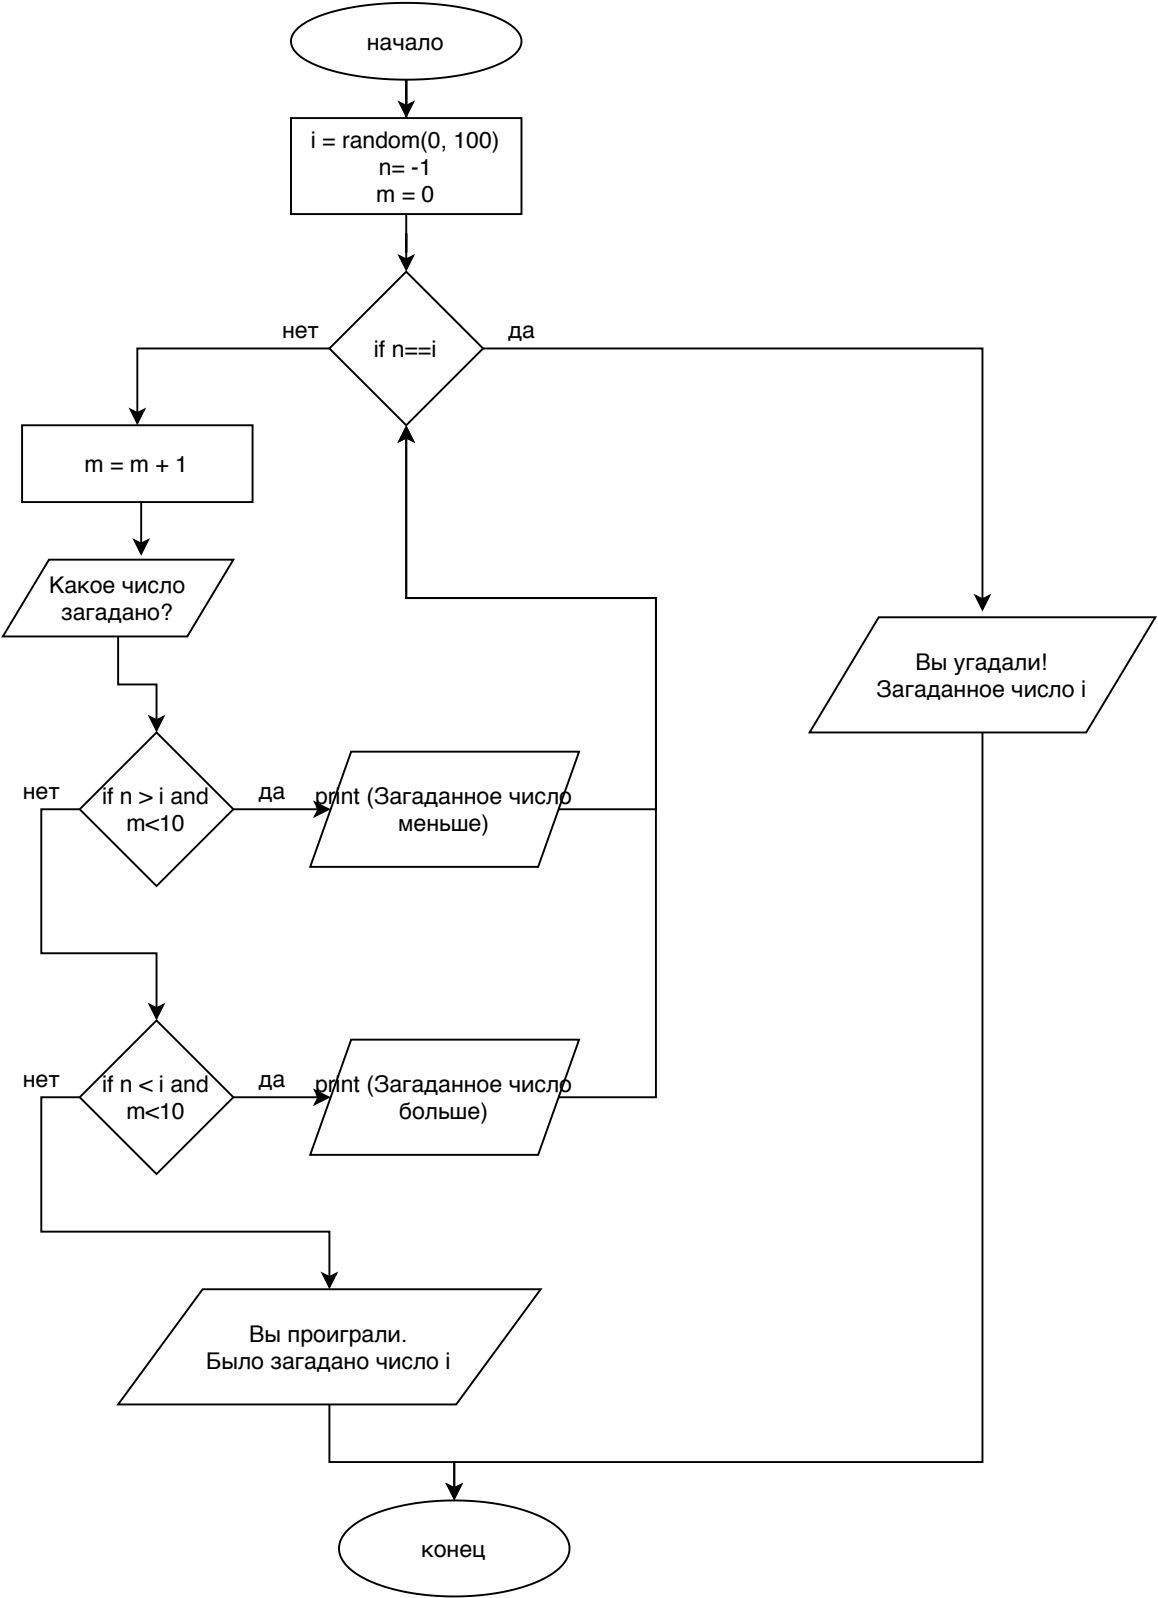 начало
i = random(0, 100)
n= -1
m = 0
нет
да
if n==i
m = m + 1
Какое число
загадано?
Вы угадали!
Загаданное число i
нет
да
if n > i and
m<10
print (Загаданное число
меньше)
нет
да
if n < i and
m<10
print (Загаданное число
больше)
Вы проиграли.
Было загадано число i
конец